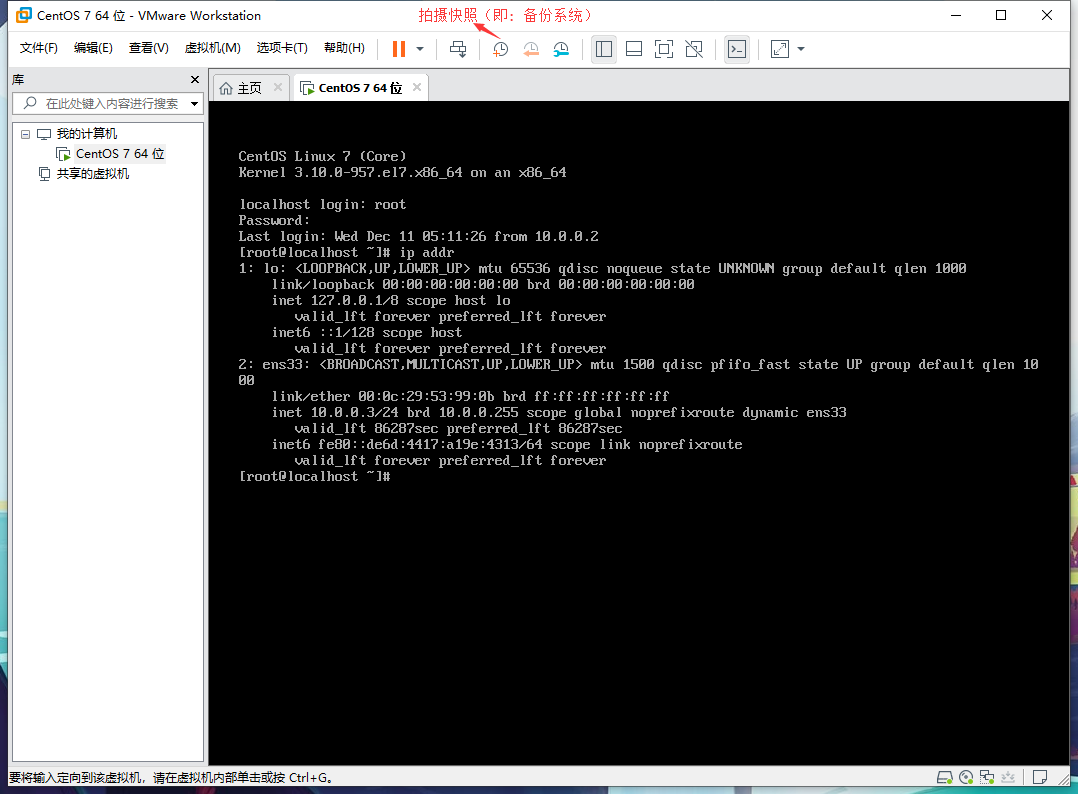 CentOS 7 64 位 - VMware Workstation
拍摄快照（即：备份系统）
文件(F) 编辑(E) 查看(V) 虚拟机(M) 选项卡(T) 帮助(H)
库
在此处键入内容进行搜索
我的计算机
CentOS 7 64 位
共享的虚拟机
主页
CentOS 7 64 位
CentOS Linux 7 (Core)
Kernel 3.10.0-957.el7.x86_64 on an x86_64
localhost login: root
Password:
Last login: Wed Dec 11 05:11:26 from 10.0.0.2
[root@localhost ~]# ip addr
1: lo: <LOOPBACK,UP,LOWER_UP> mtu 65536 qdisc noqueue state UNKNOWN group default qlen 1000
link/loopback 00:00:00:00:00:00 brd 00:00:00:00:00:00
inet 127.0.0.1/8 scope host lo
valid_lft forever preferred_lft forever
inet6 ::1/128 scope host
valid_lft forever preferred_lft forever
2: ens33: <BROADCAST,MULTICAST,UP,LOWER_UP> mtu 1500 qdisc pfifo_fast state UP group default qlen 10
00
link/ether 00:0c:29:53:99:0b brd ff:ff:ff:ff:ff:ff
inet 10.0.0.3/24 brd 10.0.0.255 scope global noprefixroute dynamic ens33
valid_lft 86287sec preferred_lft 86287sec
inet6 fe80::de6d:4417:a19e:4313/64 scope link noprefixroute
valid_lft forever preferred_lft forever
[root@localhost ~]#
要将输入定向到该虚拟机，请在虚拟机内部单击或按 Ctrl+G。